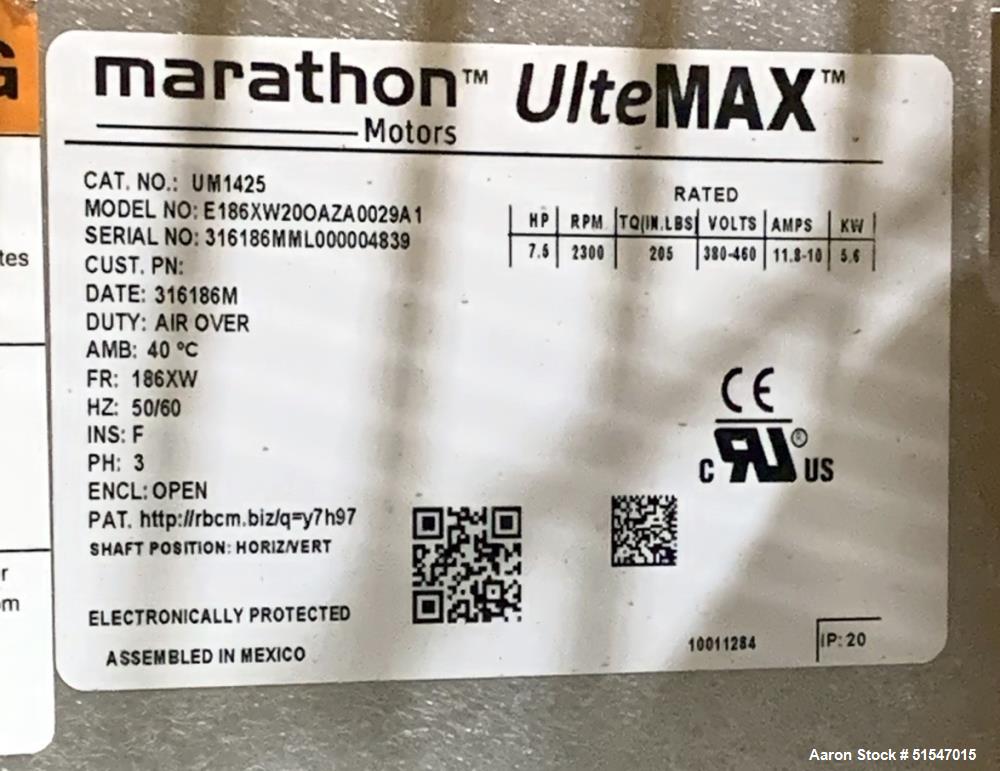 G
tes
r
m
marathon™ UlteMAX™
Motors
CAT. NO.: UM1425
MODEL NO: E186XW20OAZA0029A1
SERIAL NO: 316186MML000004839
CUST. PN:
DATE: 316186M
DUTY: AIR OVER
AMB: 40 °C
FR: 186XW
HZ: 50/60
INS: F
PH: 3
ENCL: OPEN
PAT. http://rbcm.biz/q=y7h97
SHAFT POSITION: HORIZ/VERT
ELECTRONICALLY PROTECTED
ASSEMBLED IN MEXICO
RATED
HP RPM TQ(IN.LBS) VOLTS AMPS KW
7.5 2300 205 380-460 11.8-10 5.6
CE
c RU® US
10011284
IP: 20
Aaron Stock # 51547015